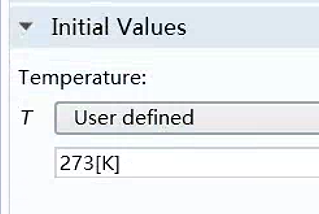 Initial Values
Temperature:
T User defined
273[K]